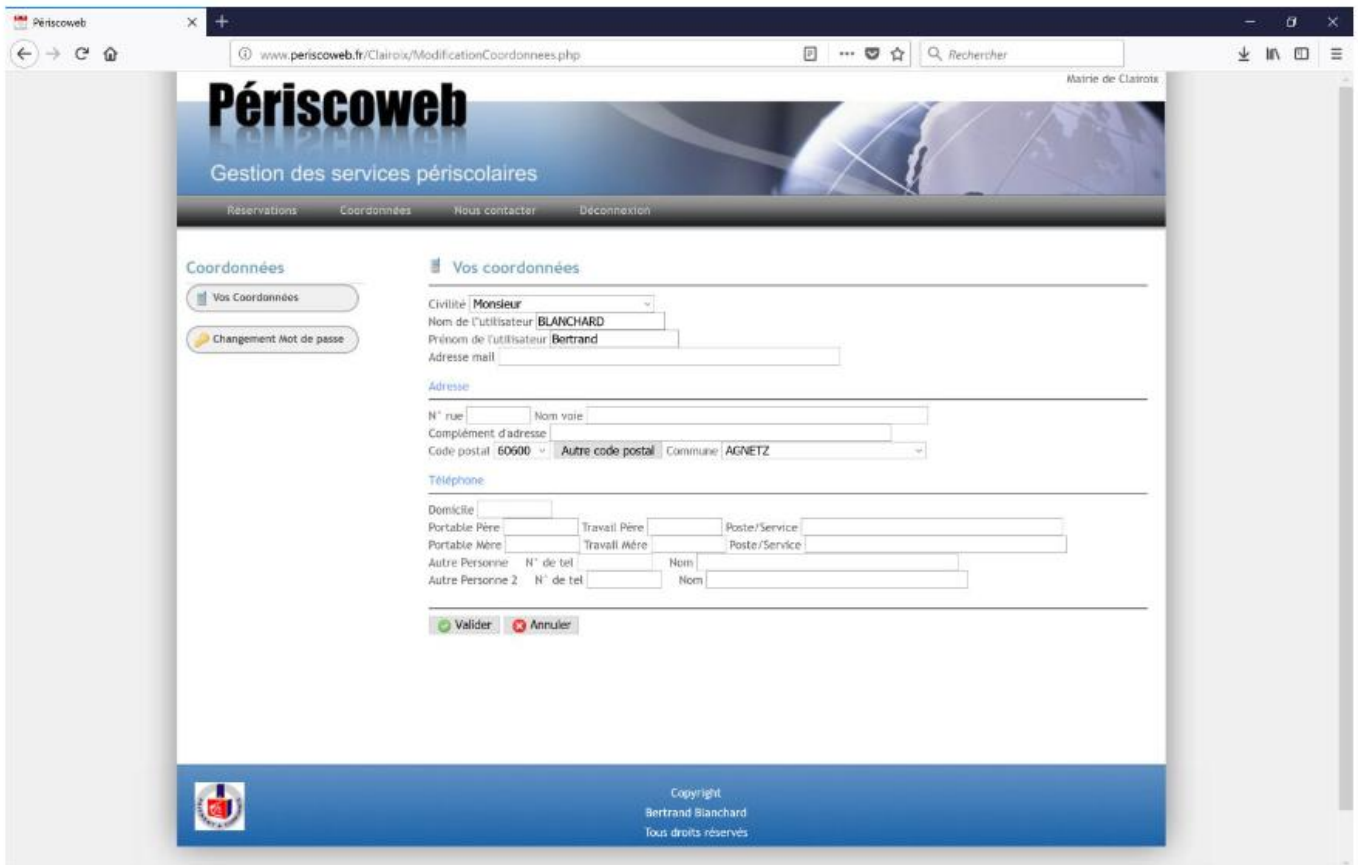 Périscoweb
www.periscoweb.fr/Clairoix/ModificationCoordonnees.php
Rechercher
Mairie de Clairoix
Périscoweb
Gestion des services périscolaires
Réservations Coordonnées Nous contacter Déconnexion
Coordonnées
Vos Coordonnées
Changement Mot de passe
Vos coordonnées
Civilité Monsieur
Nom de l'utilisateur BLANCHARD
Prénom de l'utilisateur Bertrand
Adresse mail
Adresse
N° rue Nom voie
Complément d'adresse
Code postal 60600 Autre code postal Commune AGNETZ
Téléphone
Domicile
Portable Père Travail Père Poste/Service
Portable Mère Travail Mère Poste/Service
Autre Personne N° de tel Nom
Autre Personne 2 N° de tel Nom
Valider Annuler
Copyright
Bertrand Blanchard
Tous droits réservés